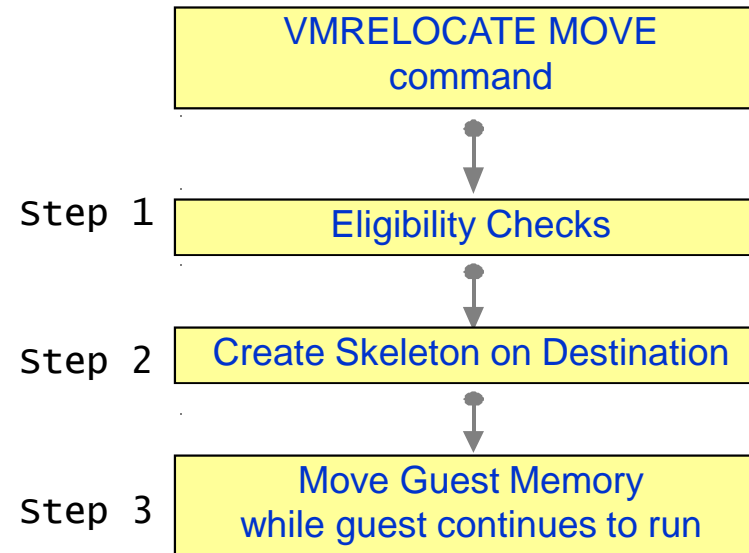 VMRELOCATE MOVE
command
Step 1
Eligibility Checks
Step 2
Create Skeleton on Destination
Step 3
Move Guest Memory
while guest continues to run